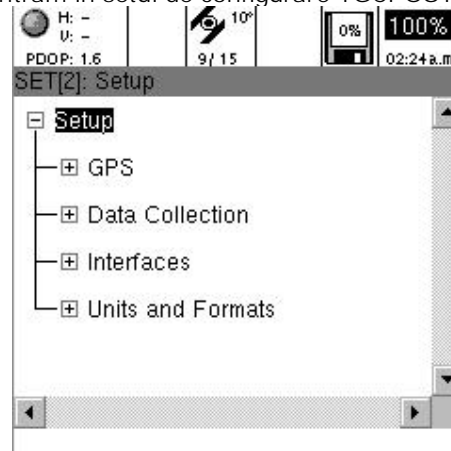 H: -
V: -
10°
0%
100%
PDOP: 1.6
9/ 15
02:24a.m
SET[2]: Setup
Setup
GPS
Data Collection
Interfaces
Units and Formats